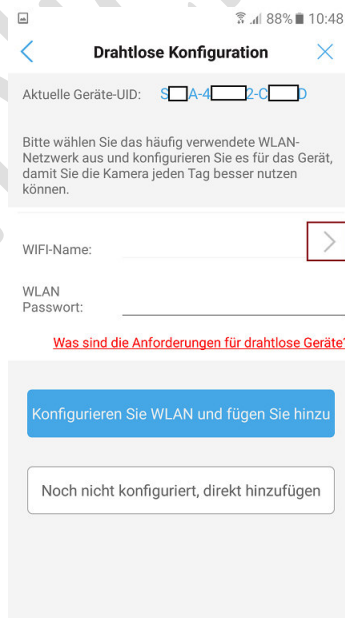 88% 10:48
Drahtlose Konfiguration
Aktuelle Geräte-UID: S A-4 2-C D
Bitte wählen Sie das häufig verwendete WLAN-
Netzwerk aus und konfigurieren Sie es für das Gerät,
damit Sie die Kamera jeden Tag besser nutzen
können.
WIFI-Name:
WLAN
Passwort:
Was sind die Anforderungen für drahtlose Geräte?
Konfigurieren Sie WLAN und fügen Sie hinzu
Noch nicht konfiguriert, direkt hinzufügen